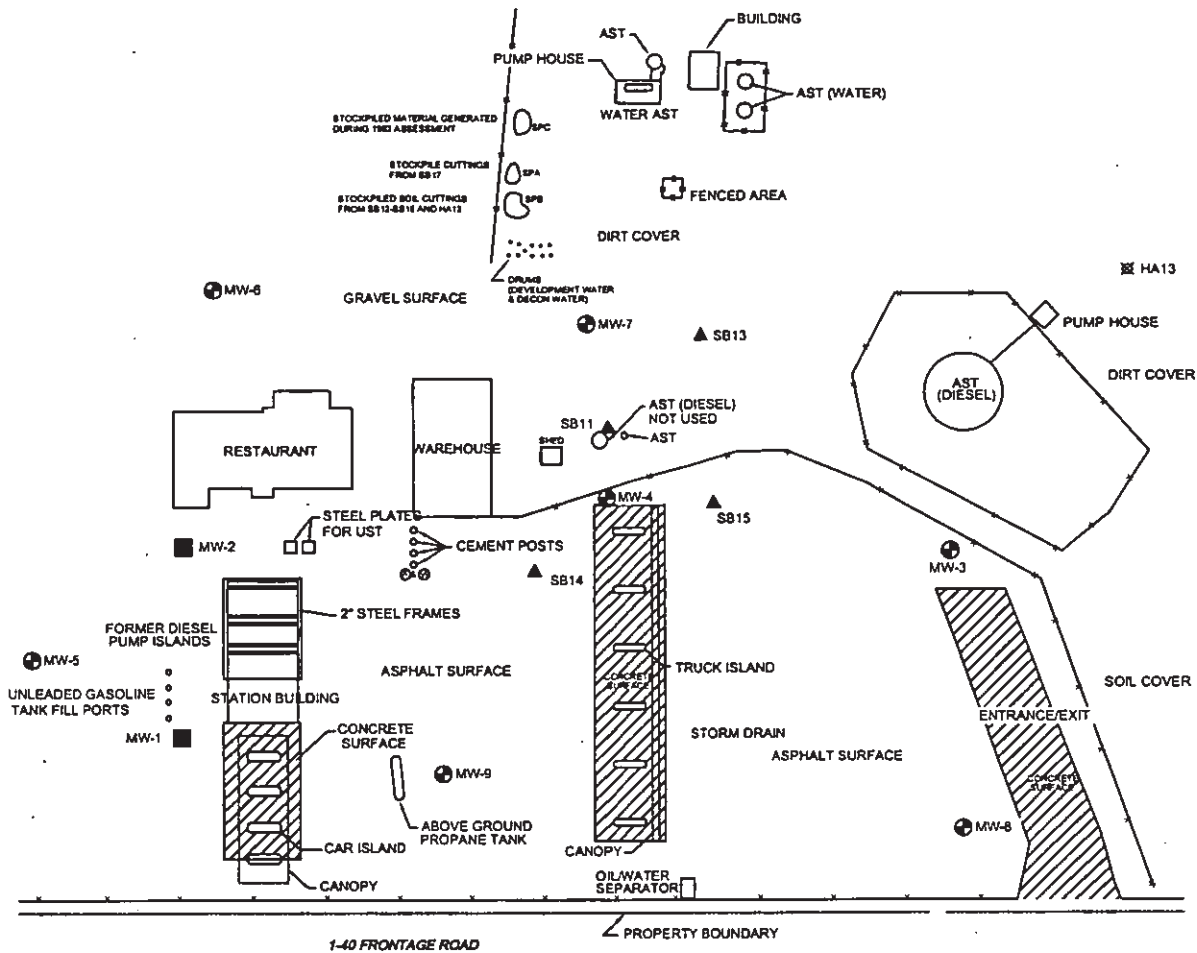 BUILDING
AST
PUMP HOUSE
AST (WATER)
WATER AST
STOCKPILED MATERIAL GENERATED
DURING 1993 ASSESSMENT
SPC
STOCKPILE CUTTINGS
FROM SB17
SPA
STOCKPILED SOIL CUTTINGS
FROM SB12-SB16 AND HA13
SPB
FENCED AREA
DIRT COVER
DRUMS
(DEVELOPMENT WATER
& DECON WATER)
HA13
MW-6
GRAVEL SURFACE
MW-7
SB13
PUMP HOUSE
DIRT COVER
AST
(DIESEL)
AST (DIESEL)
NOT USED
SB11
AST
SHED
RESTAURANT
WAREHOUSE
MW-4
SB15
STEEL PLATES
FOR UST
MW-2
CEMENT POSTS
MW-3
SB14
2" STEEL FRAMES
FORMER DIESEL
PUMP ISLANDS
MW-5
ASPHALT SURFACE
TRUCK ISLAND
CONCRETE
SURFACE
SOIL COVER
UNLEADED GASOLINE
TANK FILL PORTS
STATION BUILDING
ENTRANCE/EXIT
MW-1
CONCRETE
SURFACE
STORM DRAIN
ASPHALT SURFACE
MW-9
CONCRETE
SURFACE
ABOVE GROUND
PROPANE TANK
MW-8
CAR ISLAND
CANOPY
OIL/WATER
SEPARATOR
CANOPY
PROPERTY BOUNDARY
1-40 FRONTAGE ROAD